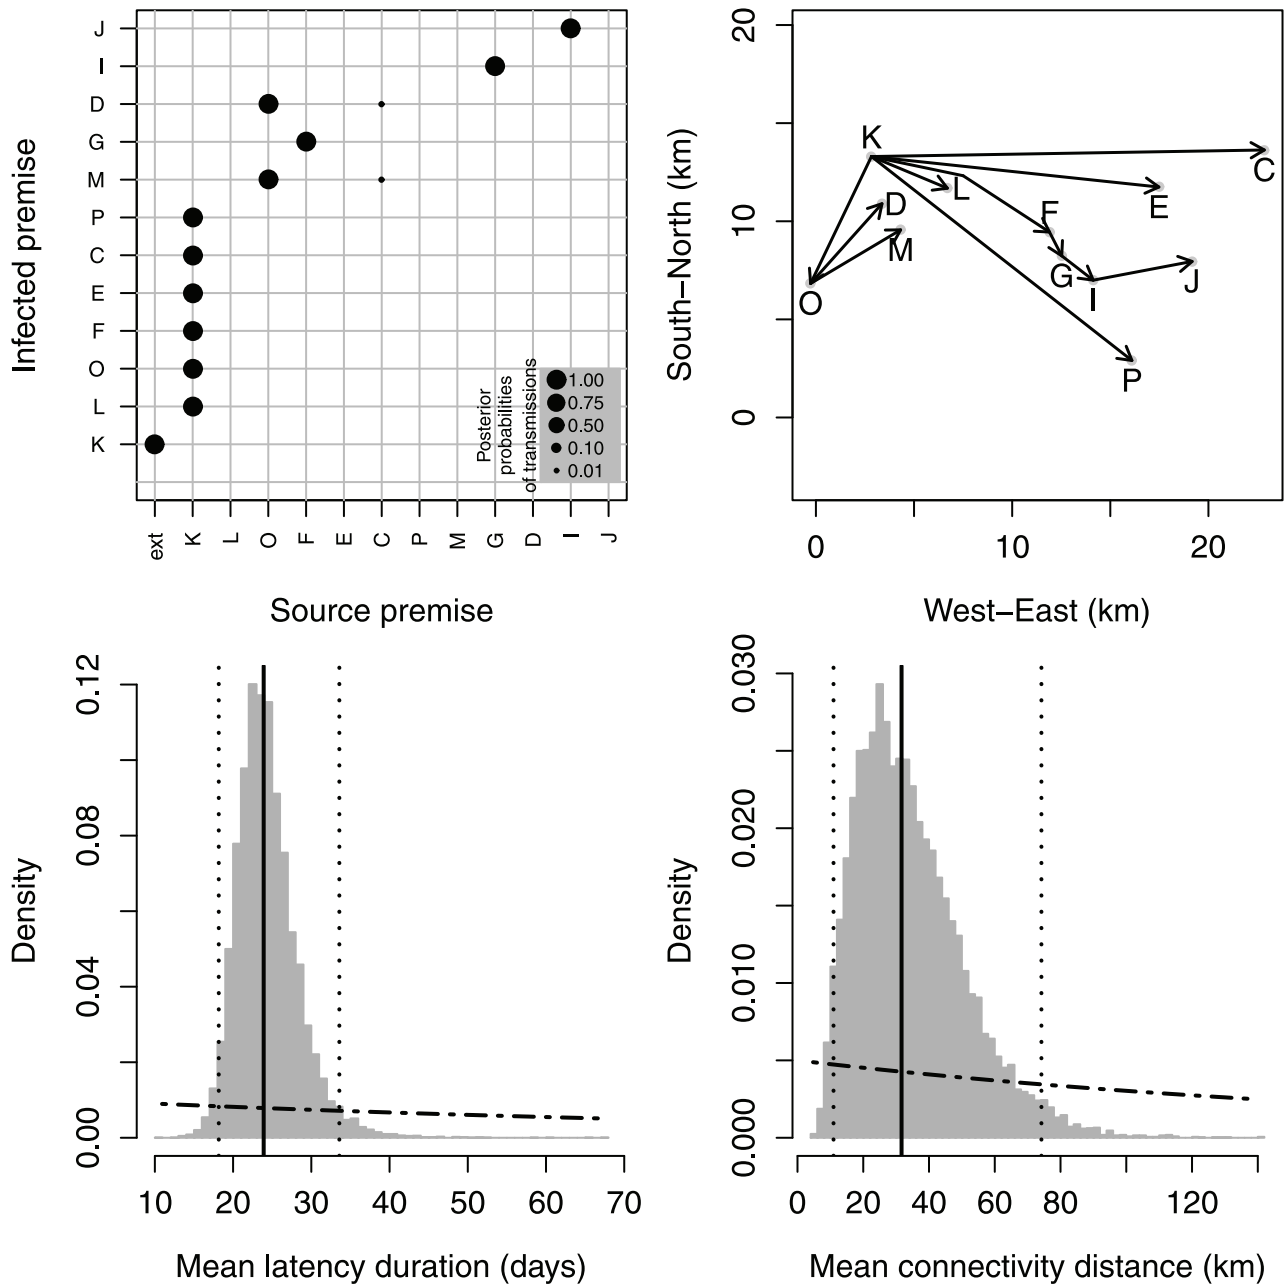 J
I
D
G
M
P
C
E
F
O
L
K
Infected premise
Posterior
probabilities
of transmissions
1.00
0.75
0.50
0.10
0.01
ext K L O F E C P M G D I J
Source premise
20
10
0
South−North (km)
K
C
L
E
D
F
M
G
I
J
O
P
0 10 20
West−East (km)
0.12
0.08
0.04
0.00
Density
10 20 30 40 50 60 70
Mean latency duration (days)
0.030
0.020
0.010
0.000
Density
0 20 40 60 80 120
Mean connectivity distance (km)